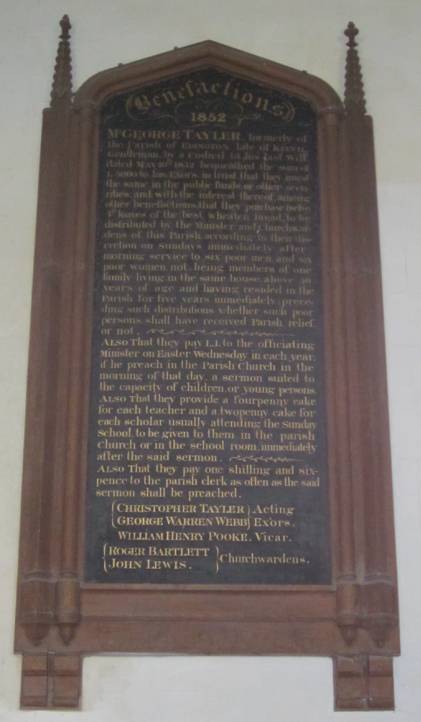 Benefactions
1852
Mr. GEORGE TAYLER, formerly of
the Parish of EDINGTON, late of
Gentleman, by a Codicil to his last Will
dated May 1852 bequeathed the sum of
to his Exors. in trust that they invest
the same in the public funds or other secu-
rities, and with the interest thereof, among
other benefactions, that they purchase twelve
loaves of the best wheaten bread, to be
distributed by the Minister and Churchwar-
dens of this Parish according to their dis-
cretion on Sundays immediately after
morning service to six poor men and six
poor women not being members of one
family living in the same house above
years of age and having resided in the
Parish for five years immediately prece-
ding such distributions whether such poor
persons shall have received Parish relief
or not.
ALSO That they pay £.1. to the officiating
Minister on Easter Wednesday in each year,
if he preach in the Parish Church in the
morning of that day, a sermon suited to
the capacity of children, or young persons.
ALSO That they provide a fourpenny cake
for each teacher and a twopenny cake for
each scholar usually attending the Sunday
School, to be given to them in the parish
church or in the school room, immediately
after the said sermon.
ALSO That they pay one shilling and six-
pence to the parish clerk as often as the said
sermon shall be preached.
CHRISTOPHER TAYLER } Acting
GEORGE WARREN WEBB } Exors.
WILLIAM HENRY POOKE. Vicar.
ROGER BARTLETT } Churchwardens.
JOHN LEWIS.